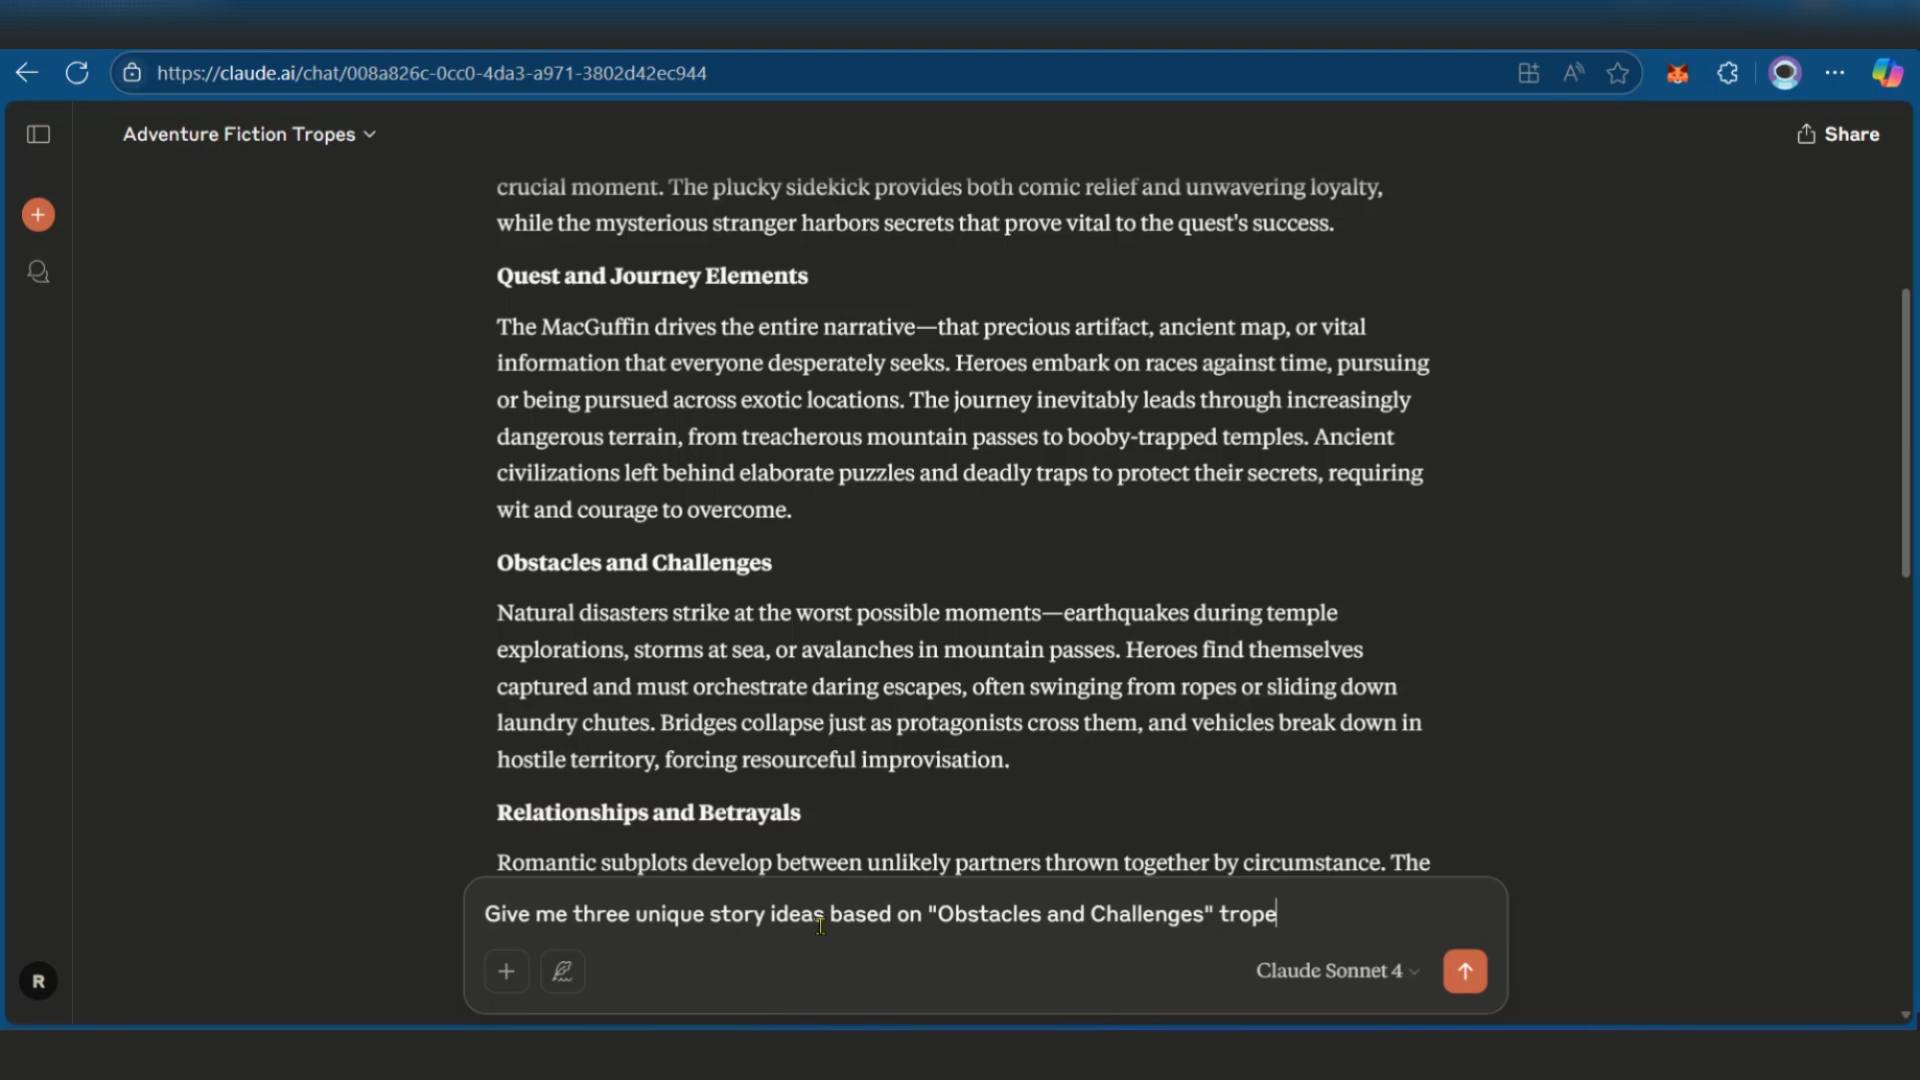 https://claude.ai/chat/008a826c-0cc0-4da3-a971-3802d42ec944
Adventure Fiction Tropes
Share
crucial moment. The plucky sidekick provides both comic relief and unwavering loyalty,
while the mysterious stranger harbors secrets that prove vital to the quest's success.
Quest and Journey Elements
The MacGuffin drives the entire narrative—that precious artifact, ancient map, or vital
information that everyone desperately seeks. Heroes embark on races against time, pursuing
or being pursued across exotic locations. The journey inevitably leads through increasingly
dangerous terrain, from treacherous mountain passes to booby-trapped temples. Ancient
civilizations left behind elaborate puzzles and deadly traps to protect their secrets, requiring
wit and courage to overcome.
Obstacles and Challenges
Natural disasters strike at the worst possible moments—earthquakes during temple
explorations, storms at sea, or avalanches in mountain passes. Heroes find themselves
captured and must orchestrate daring escapes, often swinging from ropes or sliding down
laundry chutes. Bridges collapse just as protagonists cross them, and vehicles break down in
hostile territory, forcing resourceful improvisation.
Relationships and Betrayals
Romantic subplots develop between unlikely partners thrown together by circumstance. The
Give me three unique story ideas based on "Obstacles and Challenges" trope
Claude Sonnet 4
R